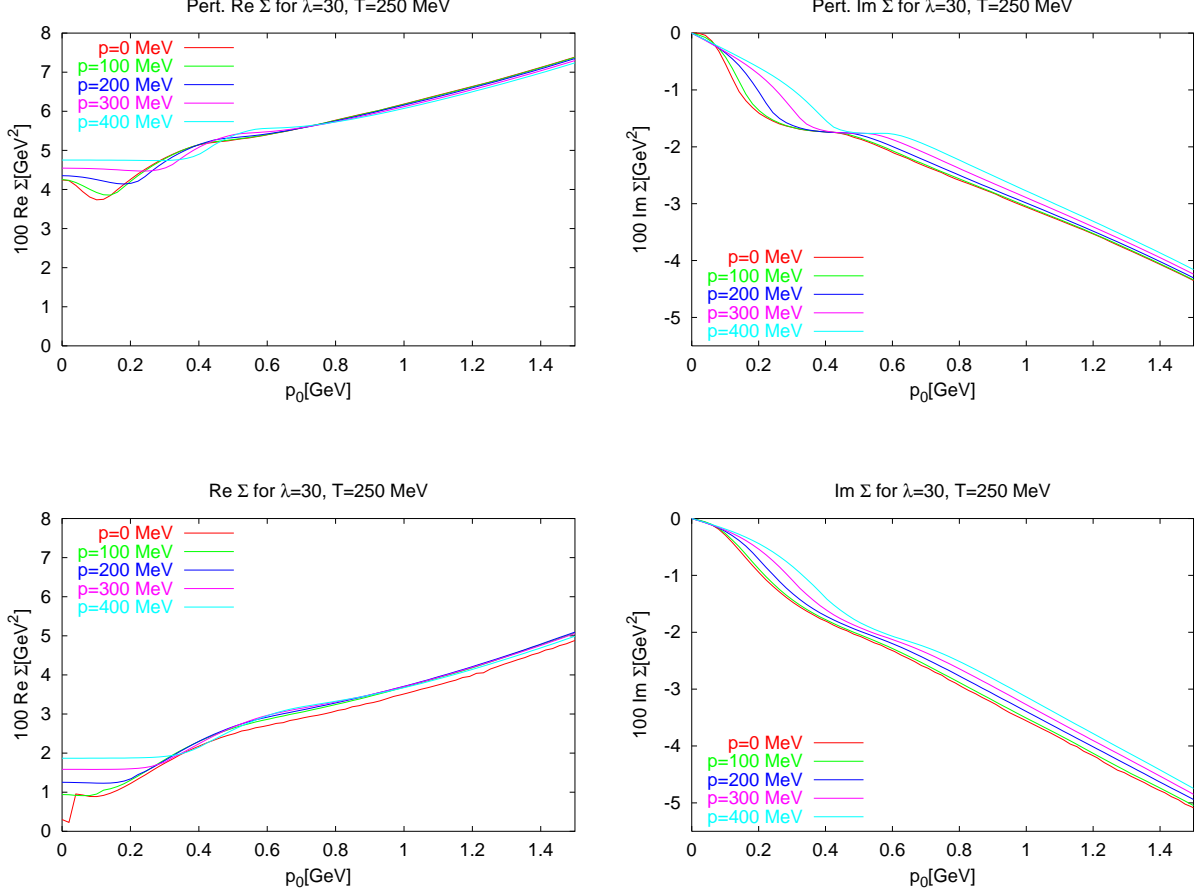 Pert. Re Σ for λ=30, T=250 MeV
100 Re Σ[GeV²]
8
7
6
5
4
3
2
1
0
p=0 MeV
p=100 MeV
p=200 MeV
p=300 MeV
p=400 MeV
0 0.2 0.4 0.6 0.8 1 1.2 1.4
p₀[GeV]
Pert. Im Σ for λ=30, T=250 MeV
100 Im Σ[GeV²]
0
-1
-2
-3
-4
-5
p=0 MeV
p=100 MeV
p=200 MeV
p=300 MeV
p=400 MeV
0 0.2 0.4 0.6 0.8 1 1.2 1.4
p₀[GeV]
Re Σ for λ=30, T=250 MeV
100 Re Σ[GeV²]
8
7
6
5
4
3
2
1
0
p=0 MeV
p=100 MeV
p=200 MeV
p=300 MeV
p=400 MeV
0 0.2 0.4 0.6 0.8 1 1.2 1.4
p₀[GeV]
Im Σ for λ=30, T=250 MeV
100 Im Σ[GeV²]
0
-1
-2
-3
-4
-5
p=0 MeV
p=100 MeV
p=200 MeV
p=300 MeV
p=400 MeV
0 0.2 0.4 0.6 0.8 1 1.2 1.4
p₀[GeV]